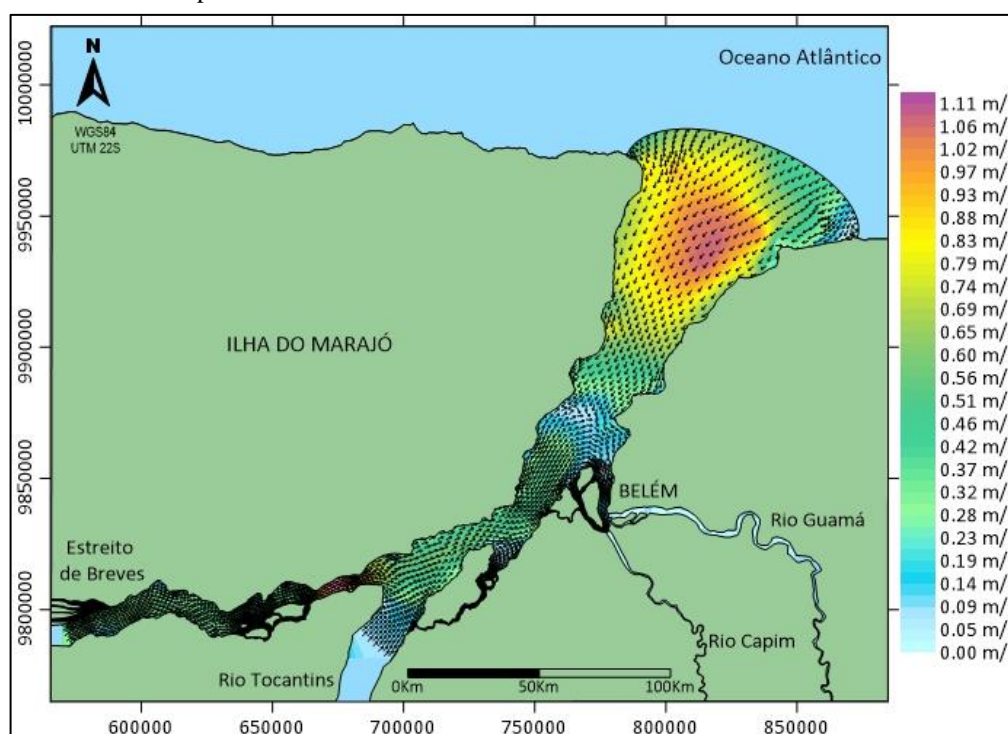 N
WGS84
UTM 22S
Oceano Atlântico
ILHA DO MARAJÓ
BELÉM
Rio Guamá
Estreito
de Breves
Rio Capim
Rio Tocantins
0Km 50Km 100Km
10000000
9950000
9900000
9850000
9800000
600000 650000 700000 750000 800000 850000
1.11 m/
1.06 m/
1.02 m/
0.97 m/
0.93 m/
0.88 m/
0.83 m/
0.79 m/
0.74 m/
0.69 m/
0.65 m/
0.60 m/
0.56 m/
0.51 m/
0.46 m/
0.42 m/
0.37 m/
0.32 m/
0.28 m/
0.23 m/
0.19 m/
0.14 m/
0.09 m/
0.05 m/
0.00 m/